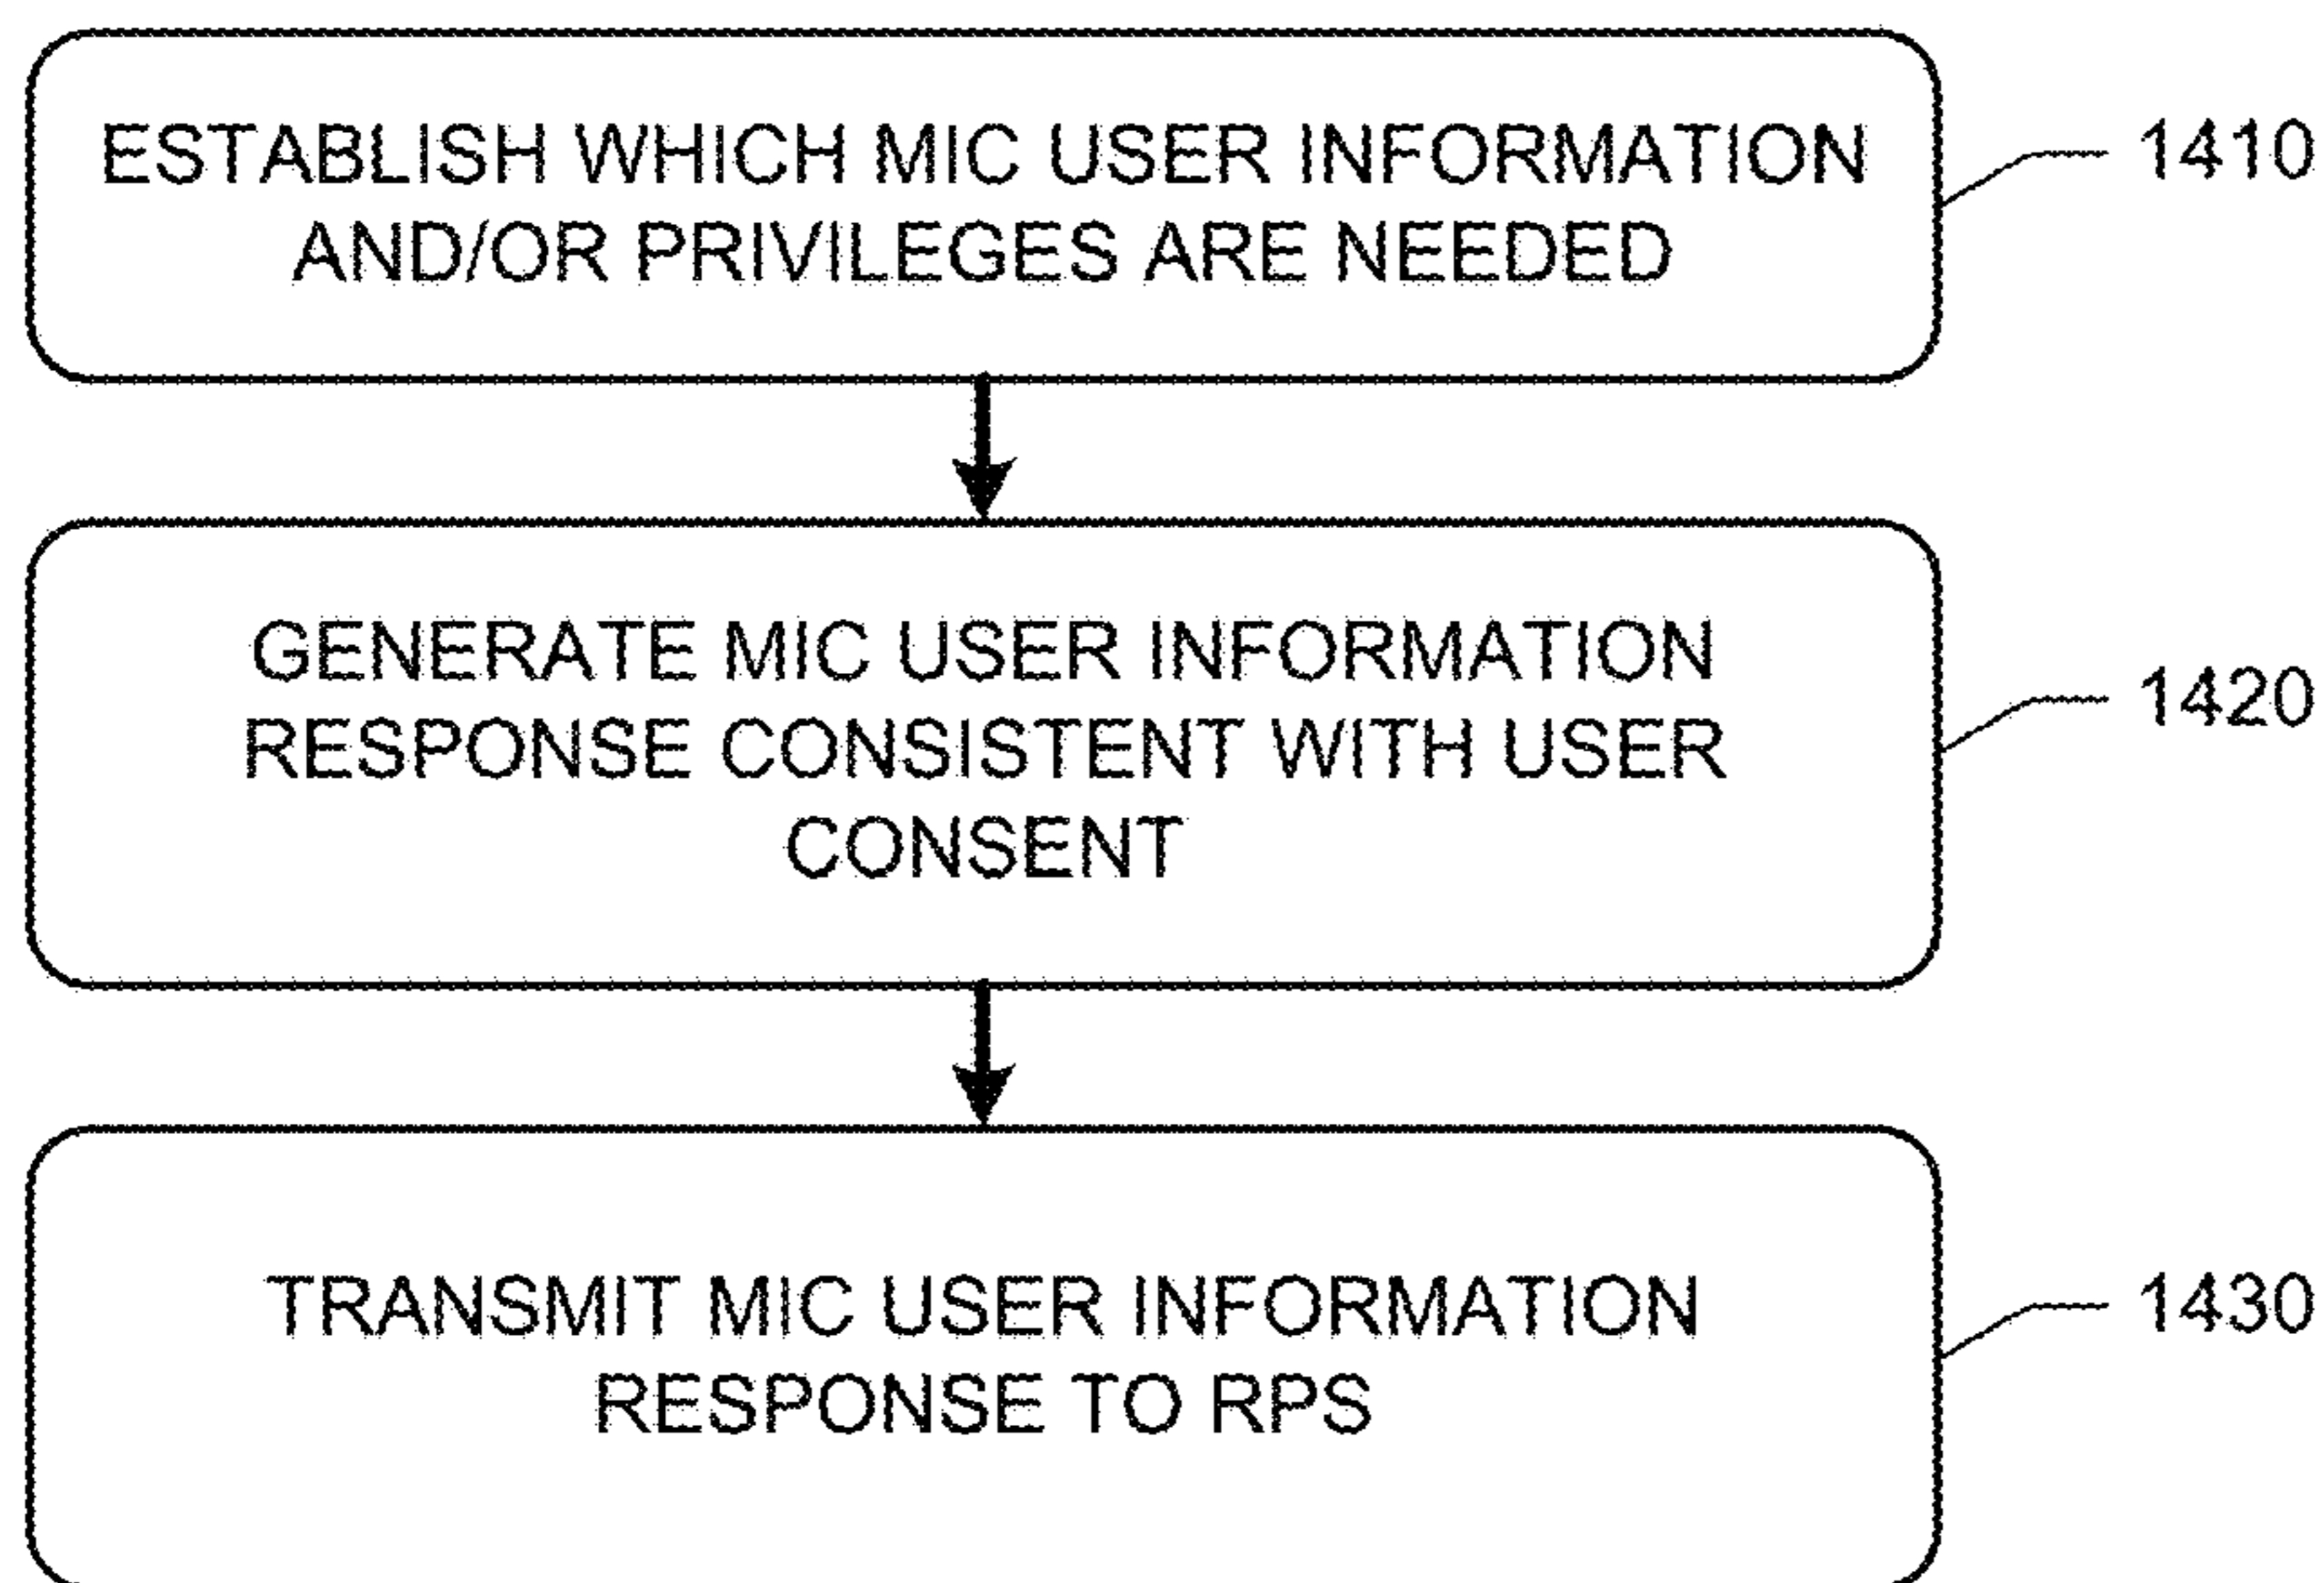 ESTABLISH WHICH MIC USER INFORMATION
AND/OR PRIVILEGES ARE NEEDED
1410
GENERATE MIC USER INFORMATION
RESPONSE CONSISTENT WITH USER
CONSENT
1420
TRANSMIT MIC USER INFORMATION
RESPONSE TO RPS
1430